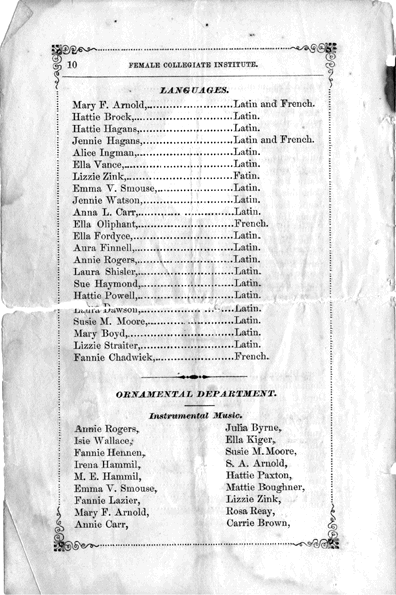 10 FEMALE COLLEGIATE INSTITUTE.
LANGUAGES.
Mary F. Arnold,..............................Latin and French.
Hattie Brock,..............................Latin.
Hattie Hagans,..............................Latin.
Jennie Hagans,..............................Latin and French.
Alice Ingman,..............................Latin.
Ella Vance,..............................Latin.
Lizzie Zink,..............................Fatin.
Emma V. Smouse,..............................Latin.
Jennie Watson,..............................Latin.
Anna L. Carr,..............................Latin.
Ella Oliphant,..............................French.
Ella Fordyce,..............................Latin.
Aura Finnell,..............................Latin.
Annie Rogers,..............................Latin.
Laura Shisler,..............................Latin.
Sue Haymond,..............................Latin.
Hattie Powell,..............................Latin.
Laura Dawson,..............................Latin.
Susie M. Moore,..............................Latin.
Mary Boyd,..............................Latin.
Lizzie Straiter,..............................Latin.
Fannie Chadwick,..............................French.
ORNAMENTAL DEPARTMENT.
Instrumental Music.
Annie Rogers, Julia Byrne,
Isie Wallace, Ella Kiger,
Fannie Hennen, Susie M. Moore,
Irena Hammil, S. A. Arnold,
M. E. Hammil, Hattie Paxton,
Emma V. Smouse, Mattie Boughner,
Fannie Lazier, Lizzie Zink,
Mary F. Arnold, Rosa Reay,
Annie Carr, Carrie Brown,